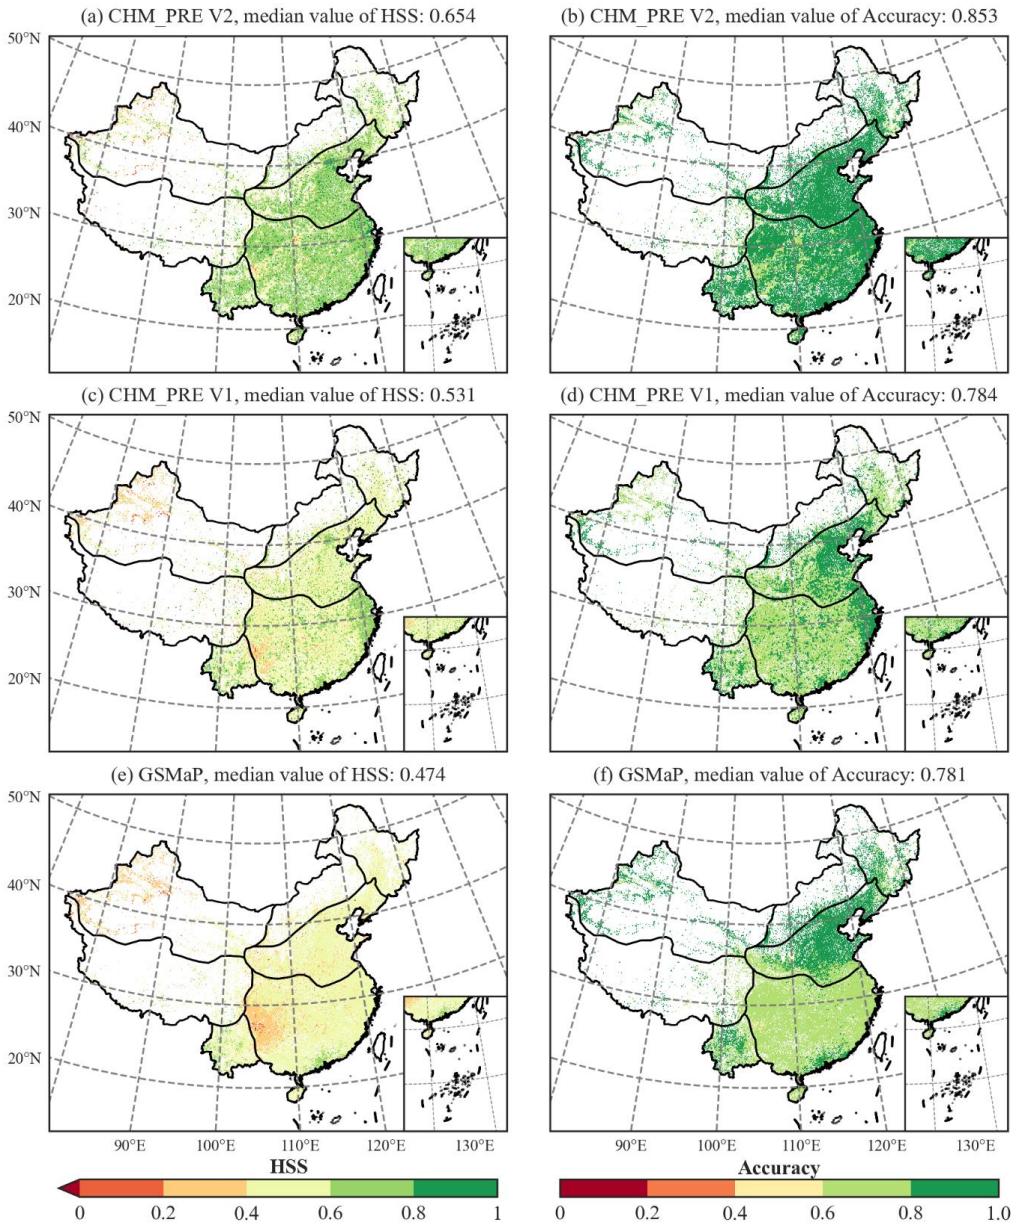 (a) CHM_PRE V2, median value of HSS: 0.654
(b) CHM_PRE V2, median value of Accuracy: 0.853
50°N
40°N
30°N
20°N
(c) CHM_PRE V1, median value of HSS: 0.531
(d) CHM_PRE V1, median value of Accuracy: 0.784
50°N
40°N
30°N
20°N
(e) GSMaP, median value of HSS: 0.474
(f) GSMaP, median value of Accuracy: 0.781
50°N
40°N
30°N
20°N
90°E 100°E 110°E 120°E 130°E
90°E 100°E 110°E 120°E 130°E
HSS
Accuracy
0 0.2 0.4 0.6 0.8 1
0 0.2 0.4 0.6 0.8 1.0